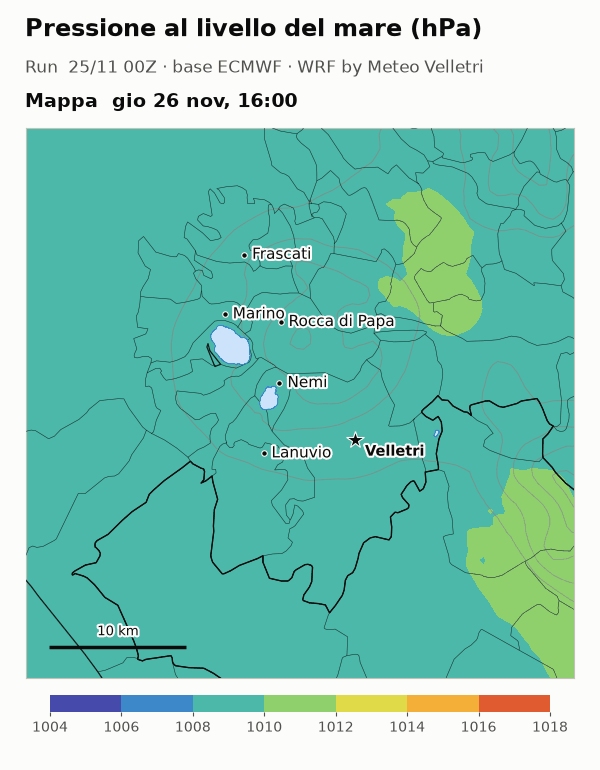 Pressione al livello del mare (hPa)
Run  25/11 00Z · base ECMWF · WRF by Meteo Velletri
Mappa  gio 26 nov, 16:00
Frascati
Marino
Rocca di Papa
Nemi
Velletri
Lanuvio
10 km
1004 1006 1008 1010 1012 1014 1016 1018